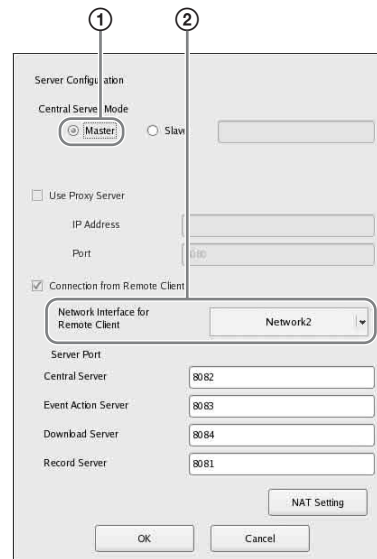 ① ②
Server Configuration
Central Server Mode
Master Slave
Use Proxy Server
IP Address
Port
Connection from Remote Client
Network Interface for
Remote Client
Network2
Server Port
Central Server 8082
Event Action Server 8083
Download Server 8084
Record Server 8081
NAT Setting
OK Cancel